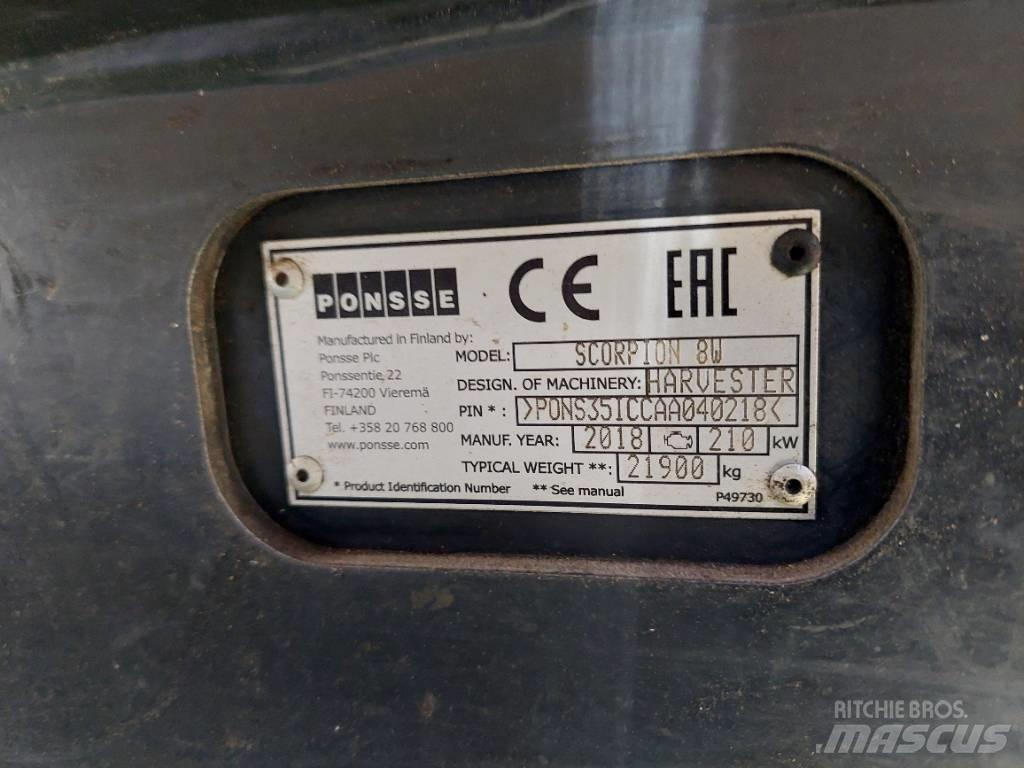 PONSSE CE EAC
Manufactured in Finland by:
Ponsse Plc
Ponssentie 22
FI-74200 Vieremä
FINLAND
Tel. +358 20 768 800
www.ponsse.com
MODEL: SCORPION 8W
DESIGN. OF MACHINERY: HARVESTER
PIN * : >PONS35ICCAA040218<
MANUF. YEAR: 2018 210 kW
TYPICAL WEIGHT **: 21900 kg
* Product Identification Number ** See manual P49730
RITCHIE BROS.
MASCUS